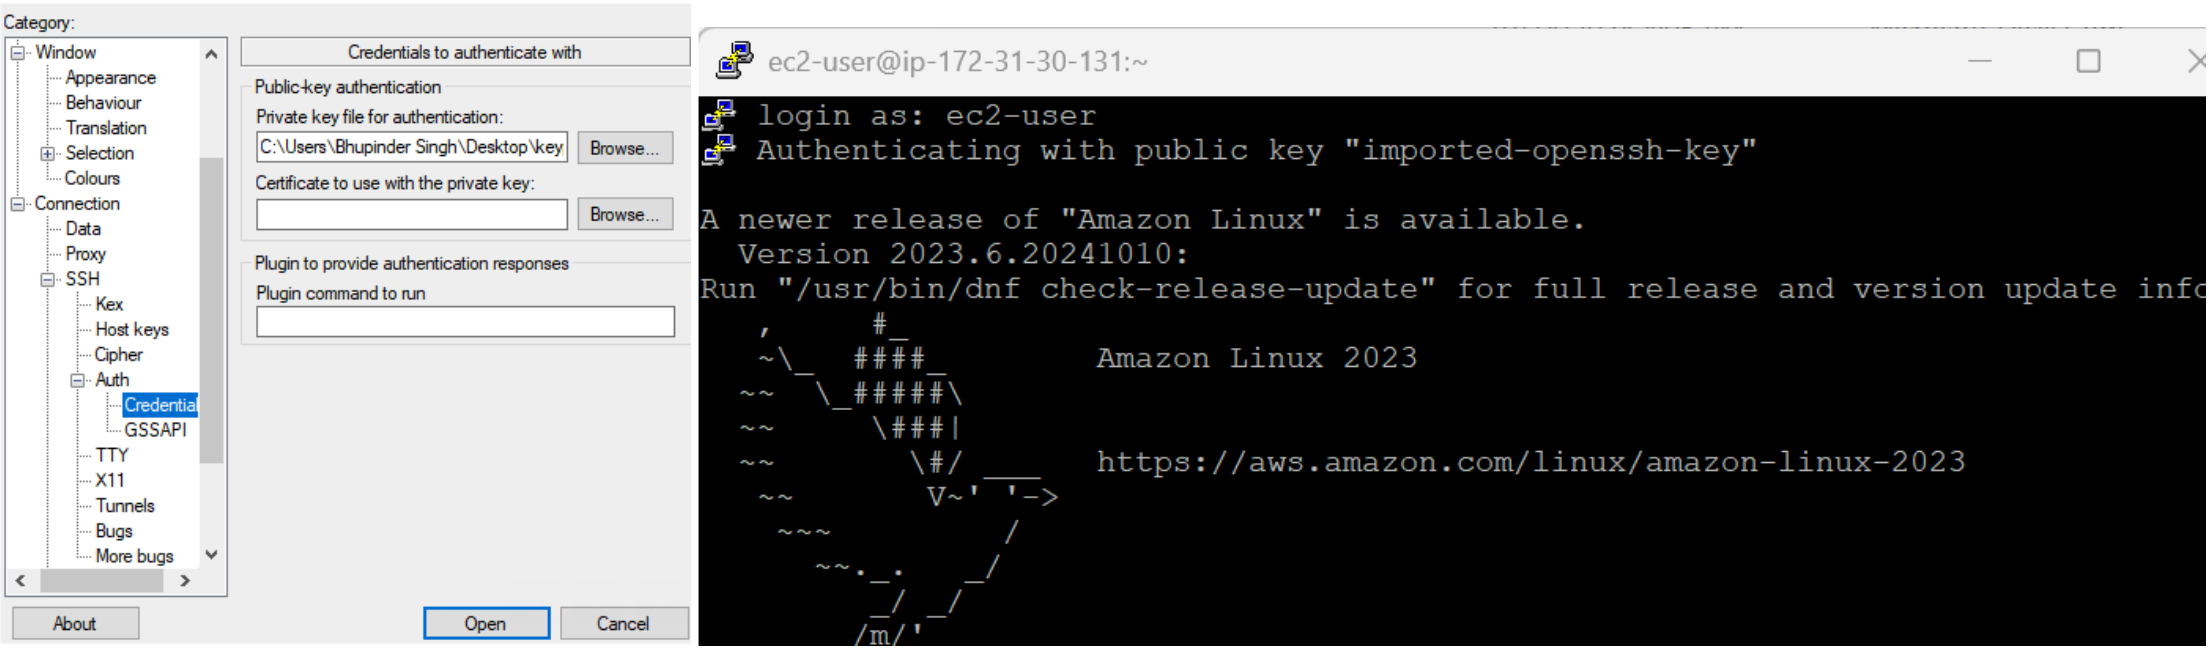 Category:
Window
Appearance
Behaviour
Translation
Selection
Colours
Connection
Data
Proxy
SSH
Kex
Host keys
Cipher
Auth
Credential
GSSAPI
TTY
X11
Tunnels
Bugs
More bugs
About
Credentials to authenticate with
Public-key authentication
Private key file for authentication:
C:\Users\Bhupinder Singh\Desktop\key Browse...
Certificate to use with the private key:
Browse...
Plugin to provide authentication responses
Plugin command to run
Open Cancel
ec2-user@ip-172-31-30-131:~
login as: ec2-user
Authenticating with public key "imported-openssh-key"
A newer release of "Amazon Linux" is available.
Version 2023.6.20241010:
Run "/usr/bin/dnf check-release-update" for full release and version update info
   ,     #_
   ~\_  ####_        Amazon Linux 2023
  ~~  \_#####\
  ~~     \###|
  ~~       \#/ ___   https://aws.amazon.com/linux/amazon-linux-2023
   ~~       V~' '->
    ~~~         /
      ~~._.   _/
         _/ _/
        /m/'